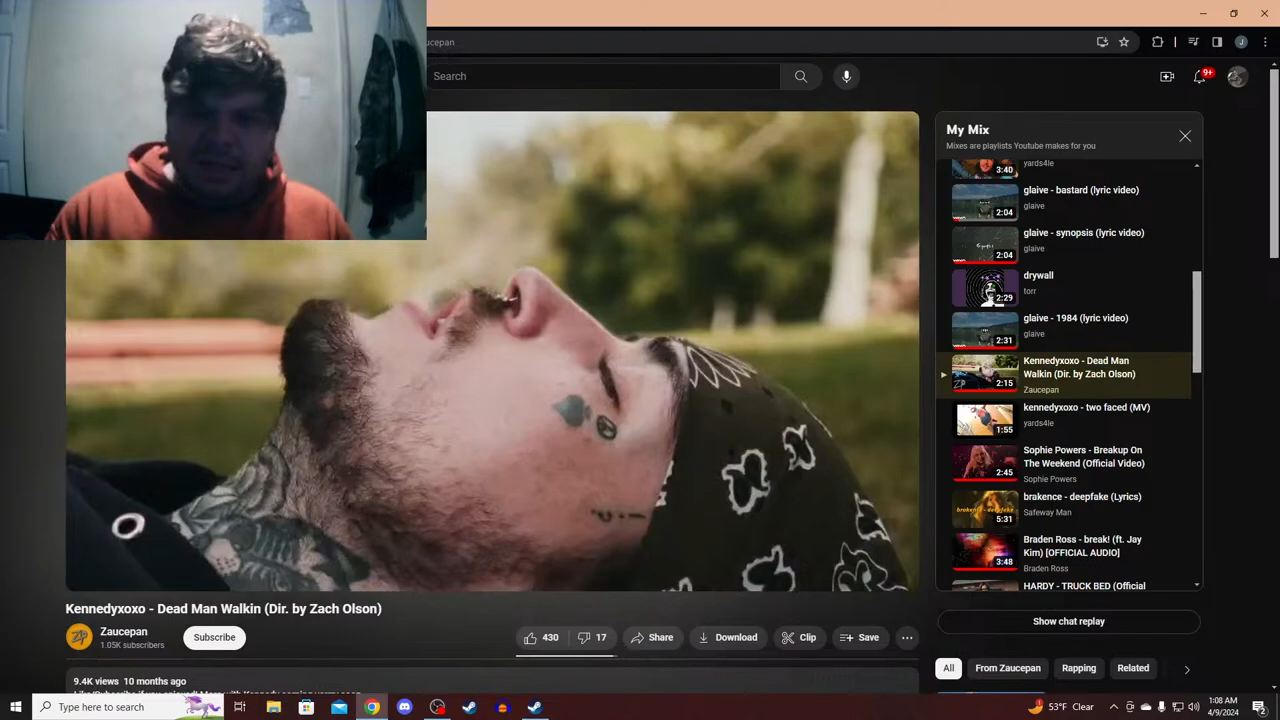 aucepan
Search
9+
J
My Mix
Mixes are playlists Youtube makes for you
yards4le
3:40
glaive - bastard (lyric video)
glaive
2:04
glaive - synopsis (lyric video)
glaive
2:04
drywall
torr
2:29
glaive - 1984 (lyric video)
glaive
2:31
Kennedyxoxo - Dead Man
Walkin (Dir. by Zach Olson)
Zaucepan
2:15
kennedyxoxo - two faced (MV)
yards4le
1:55
Sophie Powers - Breakup On
The Weekend (Official Video)
Sophie Powers
2:45
brakence - deepfake (Lyrics)
Safeway Man
5:31
Braden Ross - break! (ft. Jay
Kim) [OFFICIAL AUDIO]
Braden Ross
3:48
HARDY - TRUCK BED (Official
Kennedyxoxo - Dead Man Walkin (Dir. by Zach Olson)
ZP
Zaucepan
1.05K subscribers
Subscribe
430
17
Share
Download
Clip
Save
Show chat replay
All
From Zaucepan
Rapping
Related
9.4K views 10 months ago
Type here to search
53°F Clear
1:08 AM
4/9/2024
2